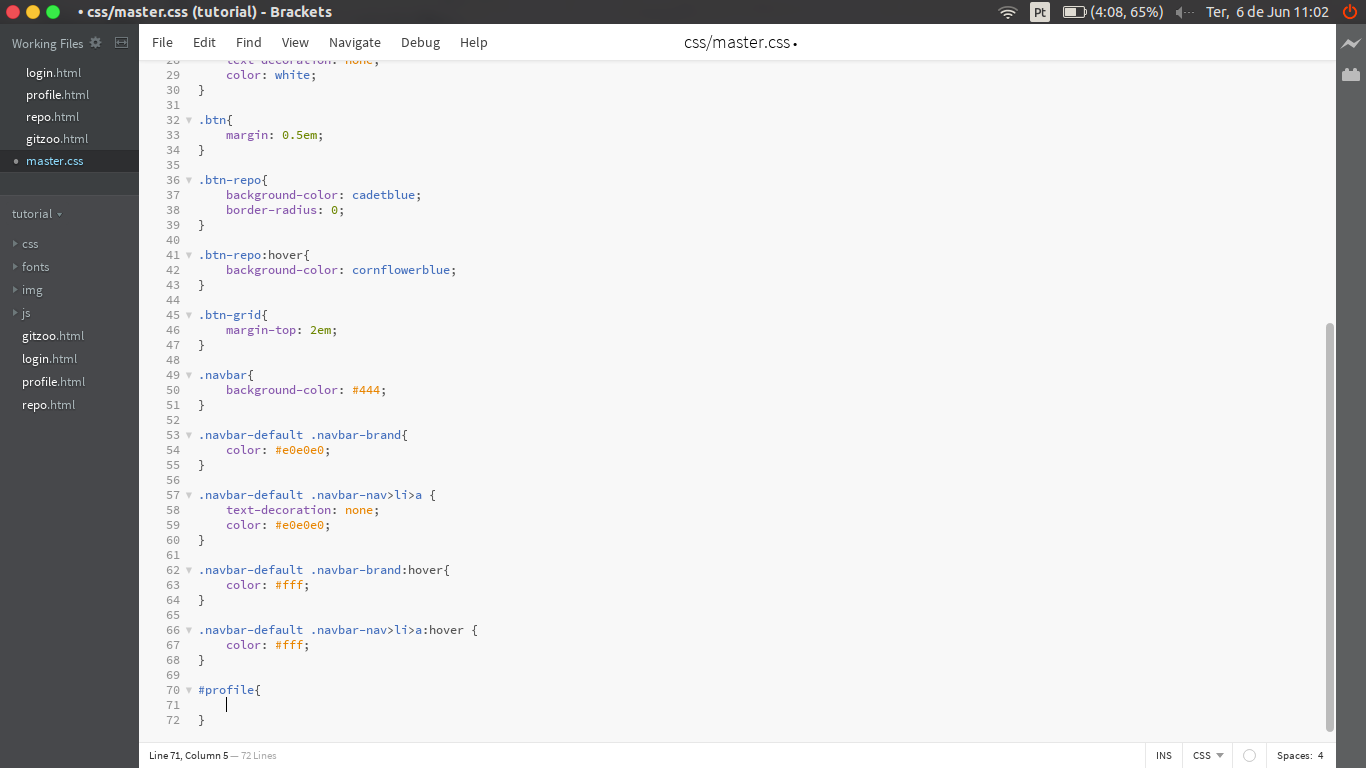 • css/master.css (tutorial) - Brackets
Pt
(4:08, 65%)
Ter, 6 de Jun 11:02
Working Files
File Edit Find View Navigate Debug Help
css/master.css •
login.html
profile.html
repo.html
gitzoo.html
• master.css
tutorial
css
fonts
img
js
gitzoo.html
login.html
profile.html
repo.html
28 text-decoration: none;
29 color: white;
30 }
31
32 .btn{
33 margin: 0.5em;
34 }
35
36 .btn-repo{
37 background-color: cadetblue;
38 border-radius: 0;
39 }
40
41 .btn-repo:hover{
42 background-color: cornflowerblue;
43 }
44
45 .btn-grid{
46 margin-top: 2em;
47 }
48
49 .navbar{
50 background-color: #444;
51 }
52
53 .navbar-default .navbar-brand{
54 color: #e0e0e0;
55 }
56
57 .navbar-default .navbar-nav>li>a {
58 text-decoration: none;
59 color: #e0e0e0;
60 }
61
62 .navbar-default .navbar-brand:hover{
63 color: #fff;
64 }
65
66 .navbar-default .navbar-nav>li>a:hover {
67 color: #fff;
68 }
69
70 #profile{
71
72 }
Line 71, Column 5 — 72 Lines
INS CSS Spaces: 4